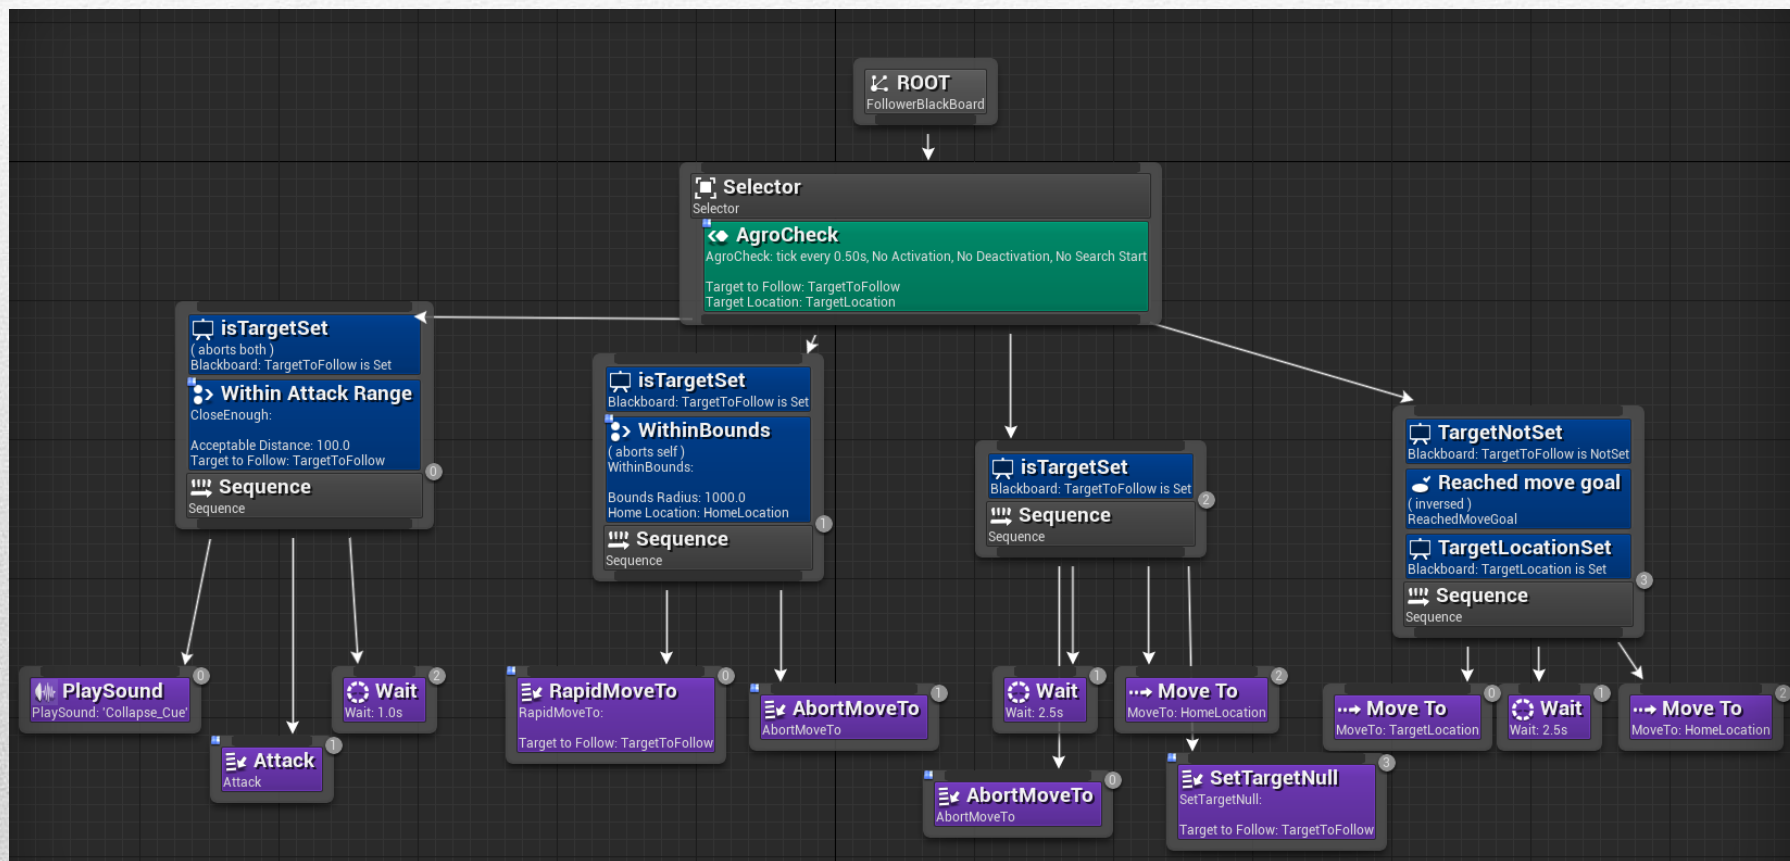 ROOT
FollowerBlackBoard
Selector
Selector
AgroCheck
AgroCheck: tick every 0.50s, No Activation, No Deactivation, No Search Start
Target to Follow: TargetToFollow
Target Location: TargetLocation
isTargetSet
( aborts both )
Blackboard: TargetToFollow is Set
Within Attack Range
CloseEnough:
Acceptable Distance: 100.0
Target to Follow: TargetToFollow
0
Sequence
Sequence
isTargetSet
Blackboard: TargetToFollow is Set
WithinBounds
( aborts self )
WithinBounds:
Bounds Radius: 1000.0
Home Location: HomeLocation
1
Sequence
Sequence
isTargetSet
Blackboard: TargetToFollow is Set
2
Sequence
Sequence
TargetNotSet
Blackboard: TargetToFollow is NotSet
Reached move goal
( inversed )
ReachedMoveGoal
TargetLocationSet
Blackboard: TargetLocation is Set
3
Sequence
Sequence
0
PlaySound
PlaySound: 'Collapse_Cue'
1
Attack
Attack
2
Wait
Wait: 1.0s
0
RapidMoveTo
RapidMoveTo:
Target to Follow: TargetToFollow
1
AbortMoveTo
AbortMoveTo
1
Wait
Wait: 2.5s
0
AbortMoveTo
AbortMoveTo
2
Move To
MoveTo: HomeLocation
3
SetTargetNull
SetTargetNull:
Target to Follow: TargetToFollow
0
Move To
MoveTo: TargetLocation
1
Wait
Wait: 2.5s
2
Move To
MoveTo: HomeLocation